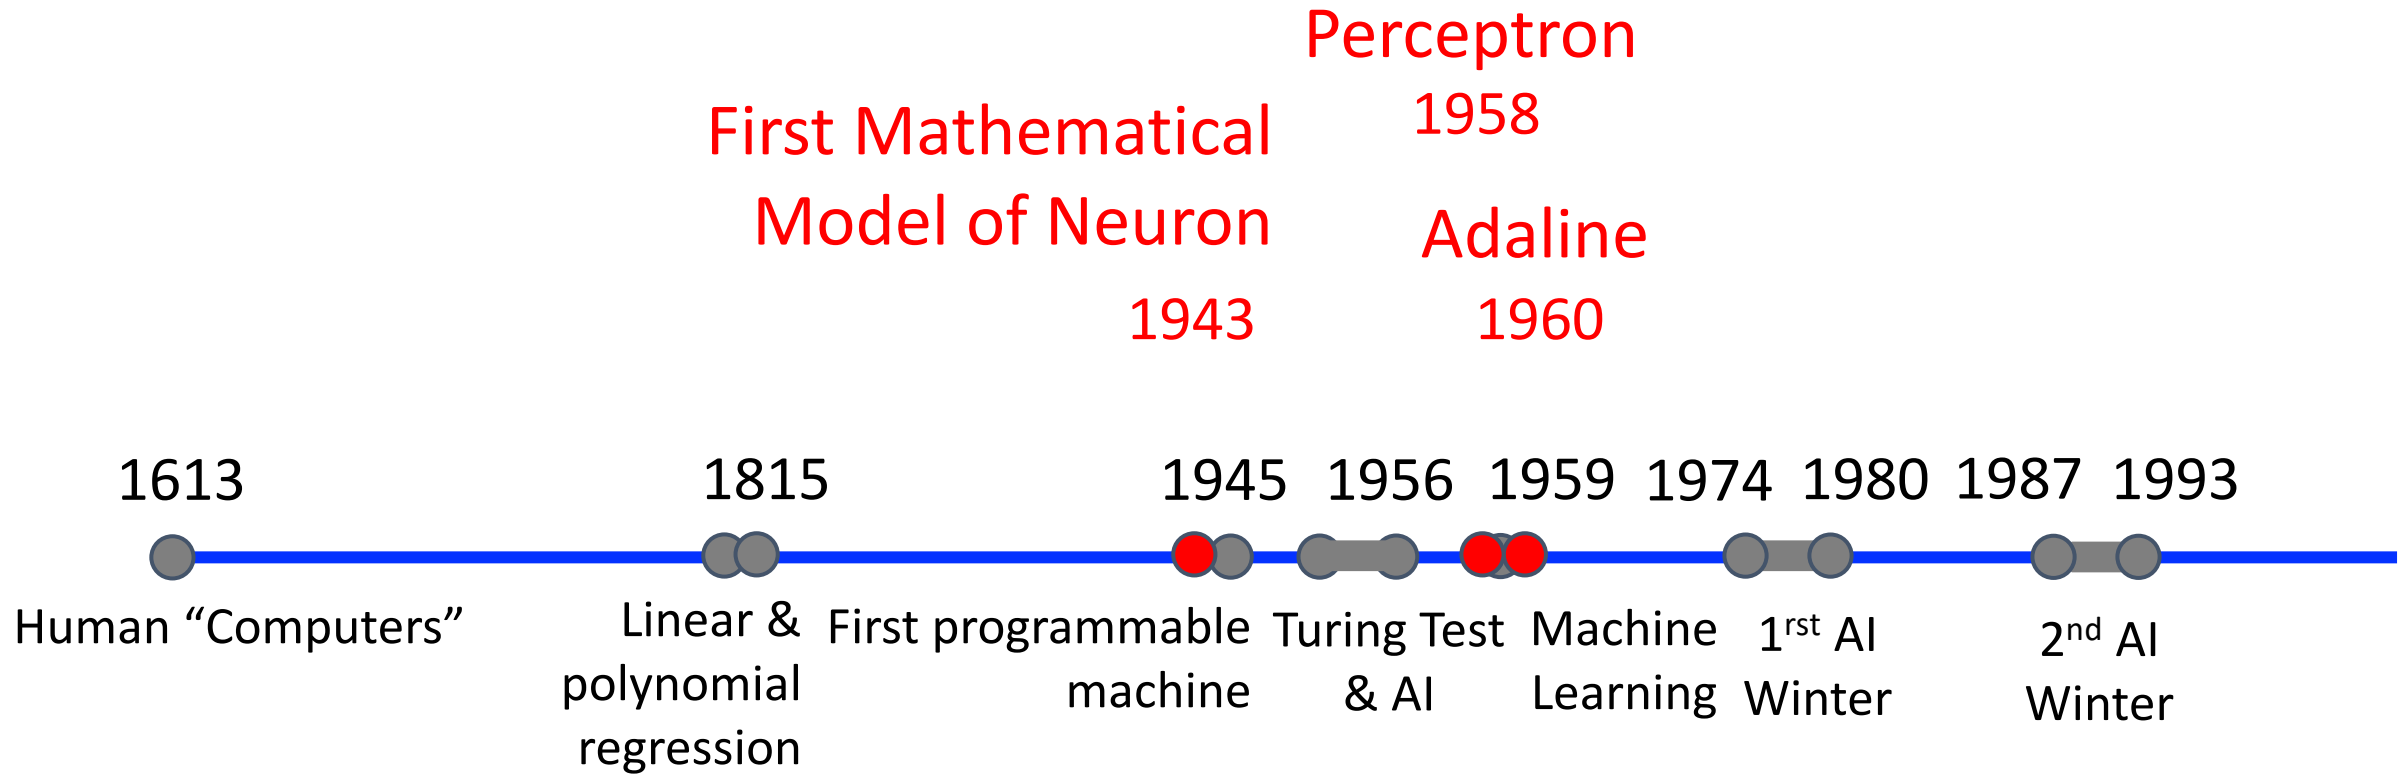 Perceptron
1958
First Mathematical
Model of Neuron
1943
Adaline
1960
1613
1815
1945
1956
1959
1974
1980
1987
1993
Human “Computers”
Linear &
polynomial
regression
First programmable
machine
Turing Test
& AI
Machine
Learning
1rst AI
Winter
2nd AI
Winter